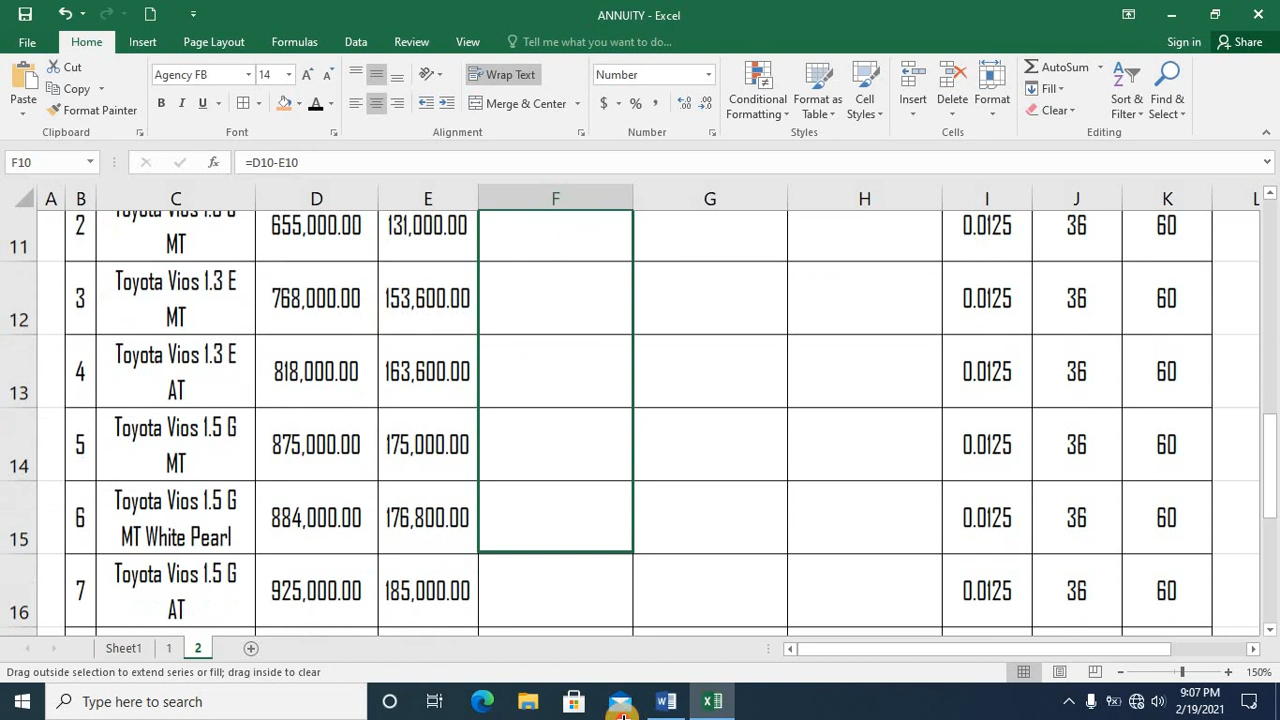 ANNUITY - Excel
File Home Insert Page Layout Formulas Data Review View Tell me what you want to do... Sign in Share
Cut
Copy
Format Painter
Paste
Agency FB 14
B I U
Wrap Text
Merge & Center
Number
$ % ,
Conditional Formatting
Format as Table
Cell Styles
Insert Delete Format
AutoSum
Fill
Clear
Sort & Filter
Find & Select
Clipboard Font Alignment Number Styles Cells Editing
F10 fx =D10-E10
A B C D E F G H I J K L
11 2 MT 655,000.00 131,000.00 0.0125 36 60
12 3 Toyota Vios 1.3 E MT 768,000.00 153,600.00 0.0125 36 60
13 4 Toyota Vios 1.3 E AT 818,000.00 163,600.00 0.0125 36 60
14 5 Toyota Vios 1.5 G MT 875,000.00 175,000.00 0.0125 36 60
15 6 Toyota Vios 1.5 G MT White Pearl 884,000.00 176,800.00 0.0125 36 60
16 7 Toyota Vios 1.5 G AT 925,000.00 185,000.00 0.0125 36 60
Sheet1 1 2
Drag outside selection to extend series or fill; drag inside to clear
150%
Type here to search
9:07 PM
2/19/2021